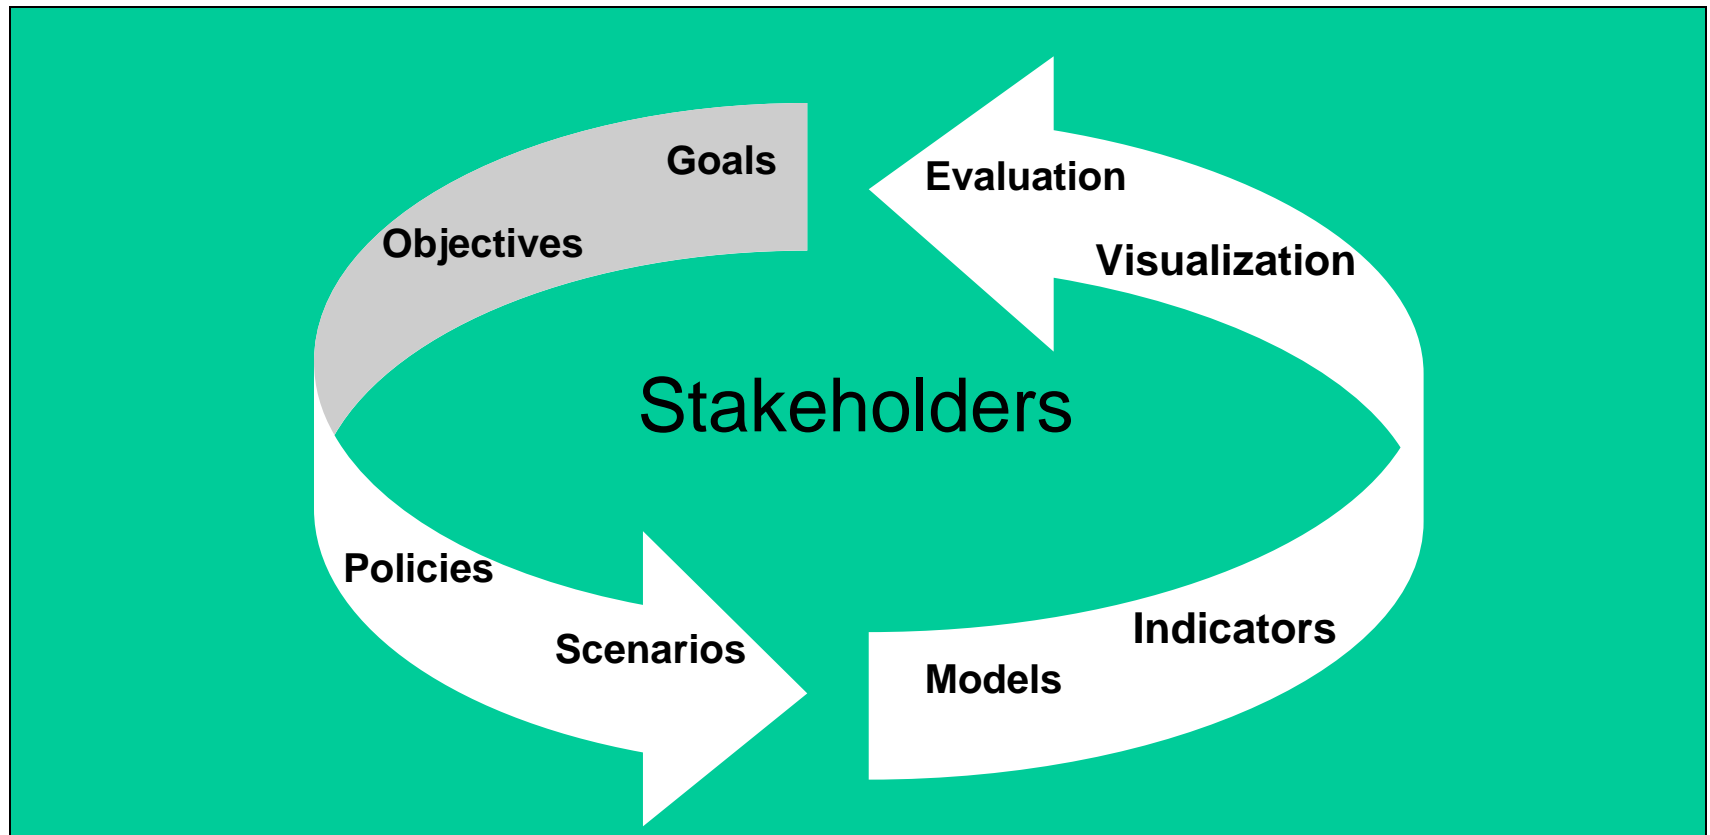 Goals
Evaluation
Objectives
Visualization
Stakeholders
Policies
Scenarios
Indicators
Models